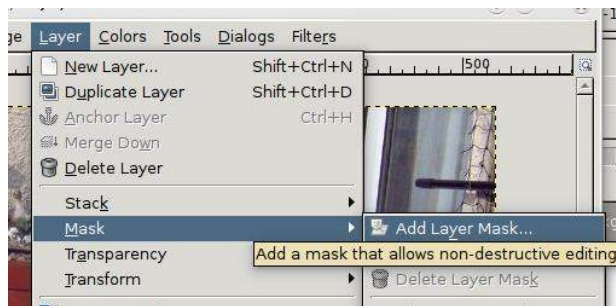 Layer Colors Tools Dialogs Filters
New Layer... Shift+Ctrl+N
500
Duplicate Layer Shift+Ctrl+D
Anchor Layer Ctrl+H
Merge Down
Delete Layer
Stack
Mask
Add Layer Mask...
Transparency
Add a mask that allows non-destructive editing
Transform
Delete Layer Mask